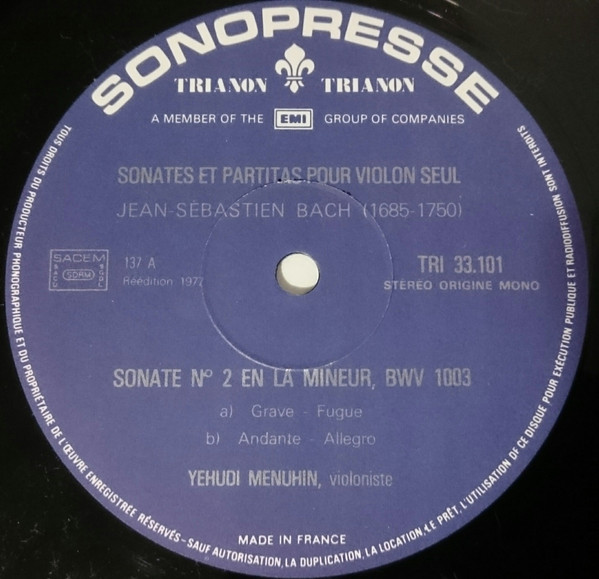 SONOPRESSE
TRIANON TRIANON
A MEMBER OF THE EMI GROUP OF COMPANIES
SONATES ET PARTITAS POUR VIOLON SEUL
JEAN-SÉBASTIEN BACH (1685-1750)
SACEM
SACD SDRM SGDL
137 A
Réédition 1977
TRI 33.101
STÉRÉO ORIGINE MONO
SONATE Nº 2 EN LA MINEUR, BWV 1003
a) Grave - Fugue
b) Andante - Allegro
YEHUDI MENUHIN, violoniste
MADE IN FRANCE
TOUS DROITS DU PRODUCTEUR PHONOGRAPHIQUE ET DU PROPRIÉTAIRE DE L'ŒUVRE ENREGISTRÉE RÉSERVÉS - SAUF AUTORISATION, LA DUPLICATION, LA LOCATION, LE PRÊT, L'UTILISATION DE CE DISQUE POUR EXÉCUTION PUBLIQUE ET RADIODIFFUSION SONT INTERDITS